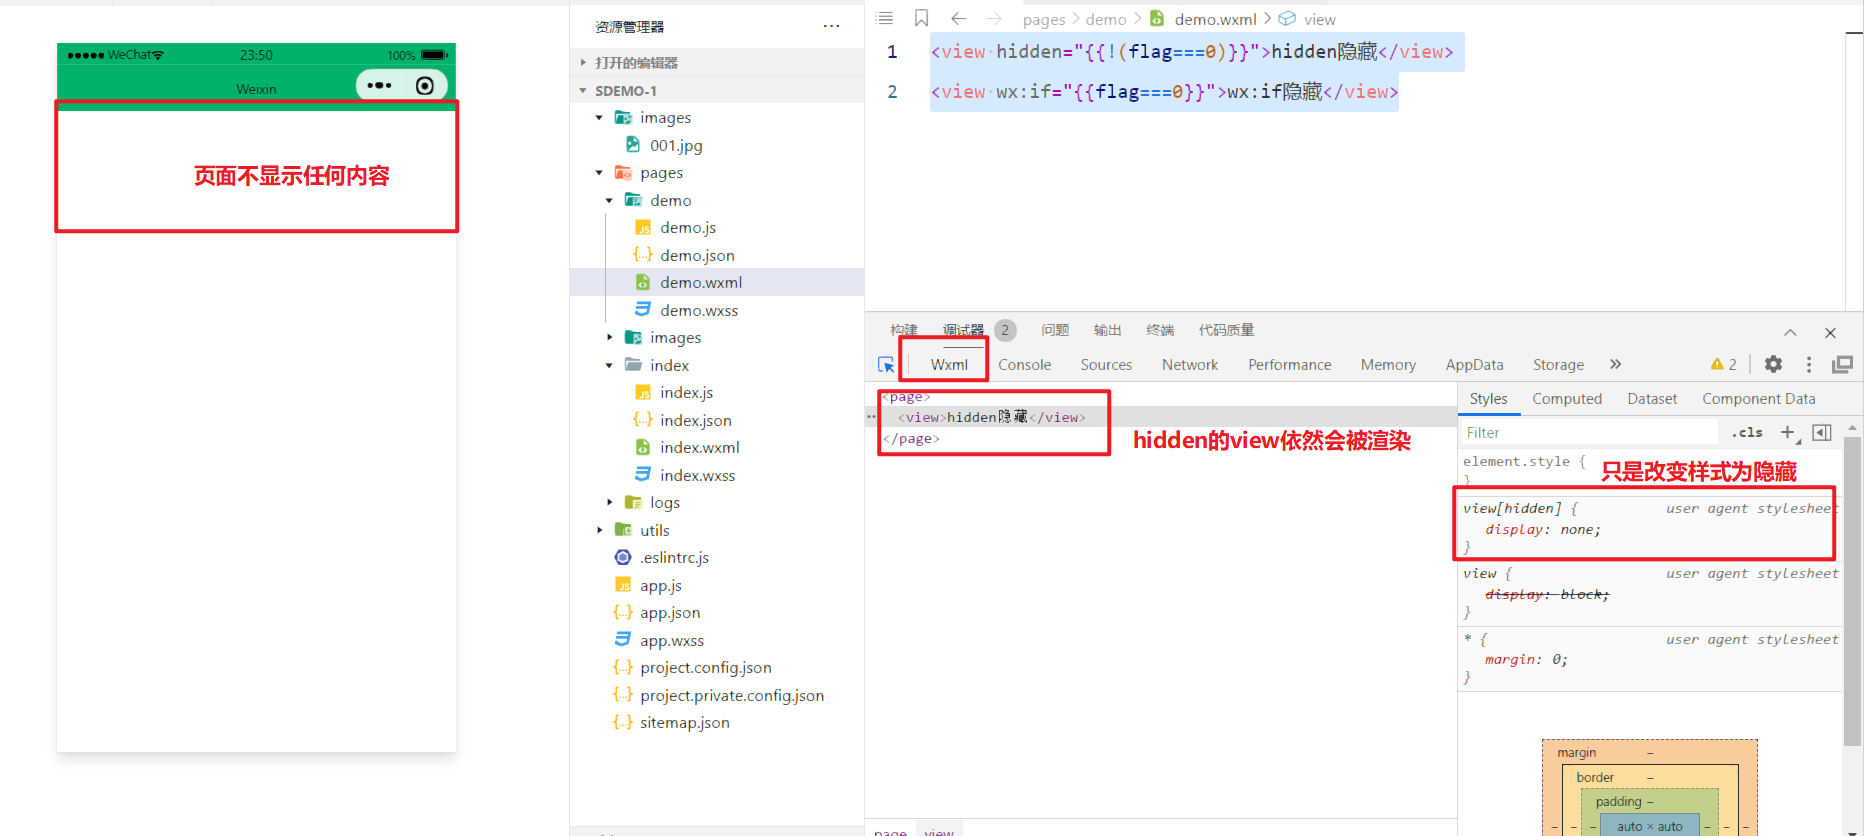 ●●●●● WeChat
23:50
100%
Weixin
页面不显示任何内容
资源管理器
打开的编辑器
SDEMO-1
images
001.jpg
pages
demo
demo.js
demo.json
demo.wxml
demo.wxss
images
index
index.js
index.json
index.wxml
index.wxss
logs
utils
.eslintrc.js
app.js
app.json
app.wxss
project.config.json
project.private.config.json
sitemap.json
pages > demo > demo.wxml > view
1 <view hidden="{{!(flag===0)}}">hidden隐藏</view>
2 <view wx:if="{{flag===0}}">wx:if隐藏</view>
构建 调试器 2 问题 输出 终端 代码质量
Wxml Console Sources Network Performance Memory AppData Storage 2
<page>
<view>hidden隐藏</view>
</page>
hidden的view依然会被渲染
Styles Computed Dataset Component Data
Filter .cls
element.style {
}
只是改变样式为隐藏
view[hidden] { user agent stylesheet
display: none;
}
view { user agent stylesheet
display: block;
}
* { user agent stylesheet
margin: 0;
}
margin –
border –
padding –
– – – auto × auto – – –
page view